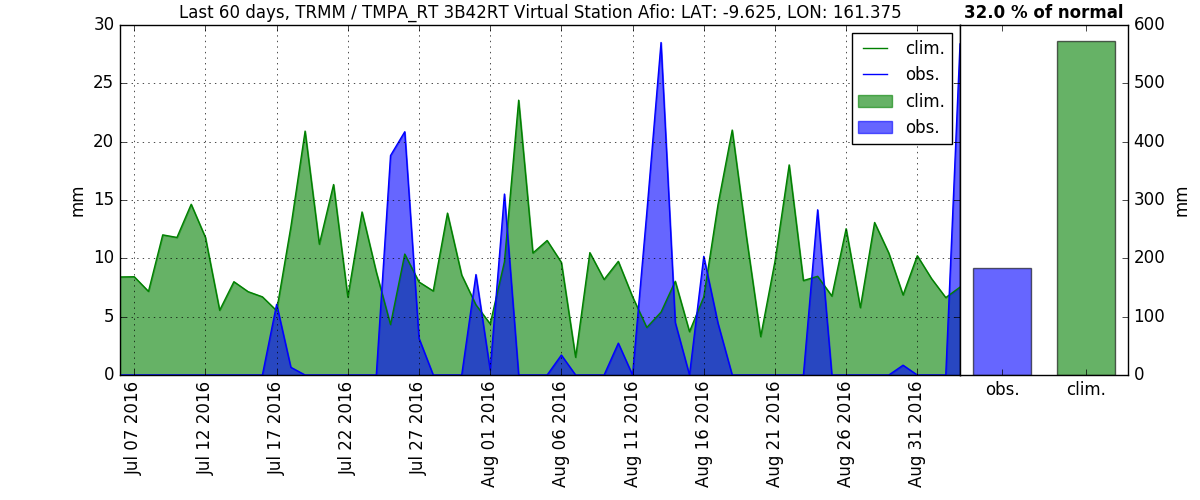 Last 60 days, TRMM / TMPA_RT 3B42RT Virtual Station Afio: LAT: -9.625, LON: 161.375
32.0 % of normal
30
25
20
15
10
5
0
mm
clim.
obs.
clim.
obs.
600
500
400
300
200
100
0
mm
obs.
clim.
Jul 07 2016
Jul 12 2016
Jul 17 2016
Jul 22 2016
Jul 27 2016
Aug 01 2016
Aug 06 2016
Aug 11 2016
Aug 16 2016
Aug 21 2016
Aug 26 2016
Aug 31 2016